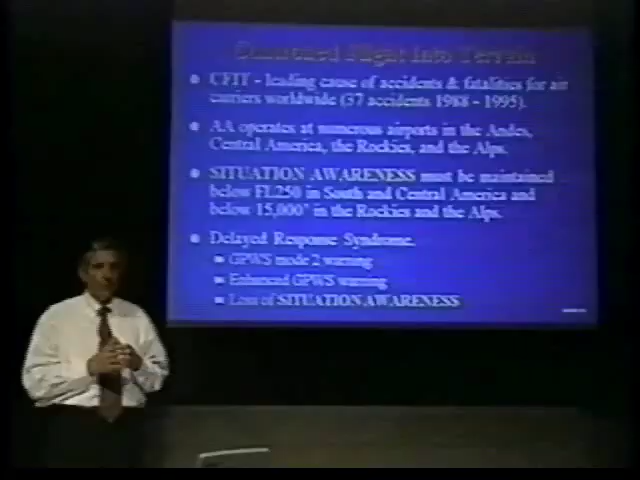 Controlled Flight Into Terrain
CFIT - leading cause of accidents & fatalities for air
carriers worldwide (37 accidents 1988 - 1995).
AA operates at numerous airports in the Andes,
Central America, the Rockies, and the Alps.
SITUATION AWARENESS must be maintained
below FL250 in South and Central America and
below 15,000' in the Rockies and the Alps.
Delayed Response Syndrome.
GPWS mode 2 warning
Enhanced GPWS warning
Loss of SITUATION AWARENESS